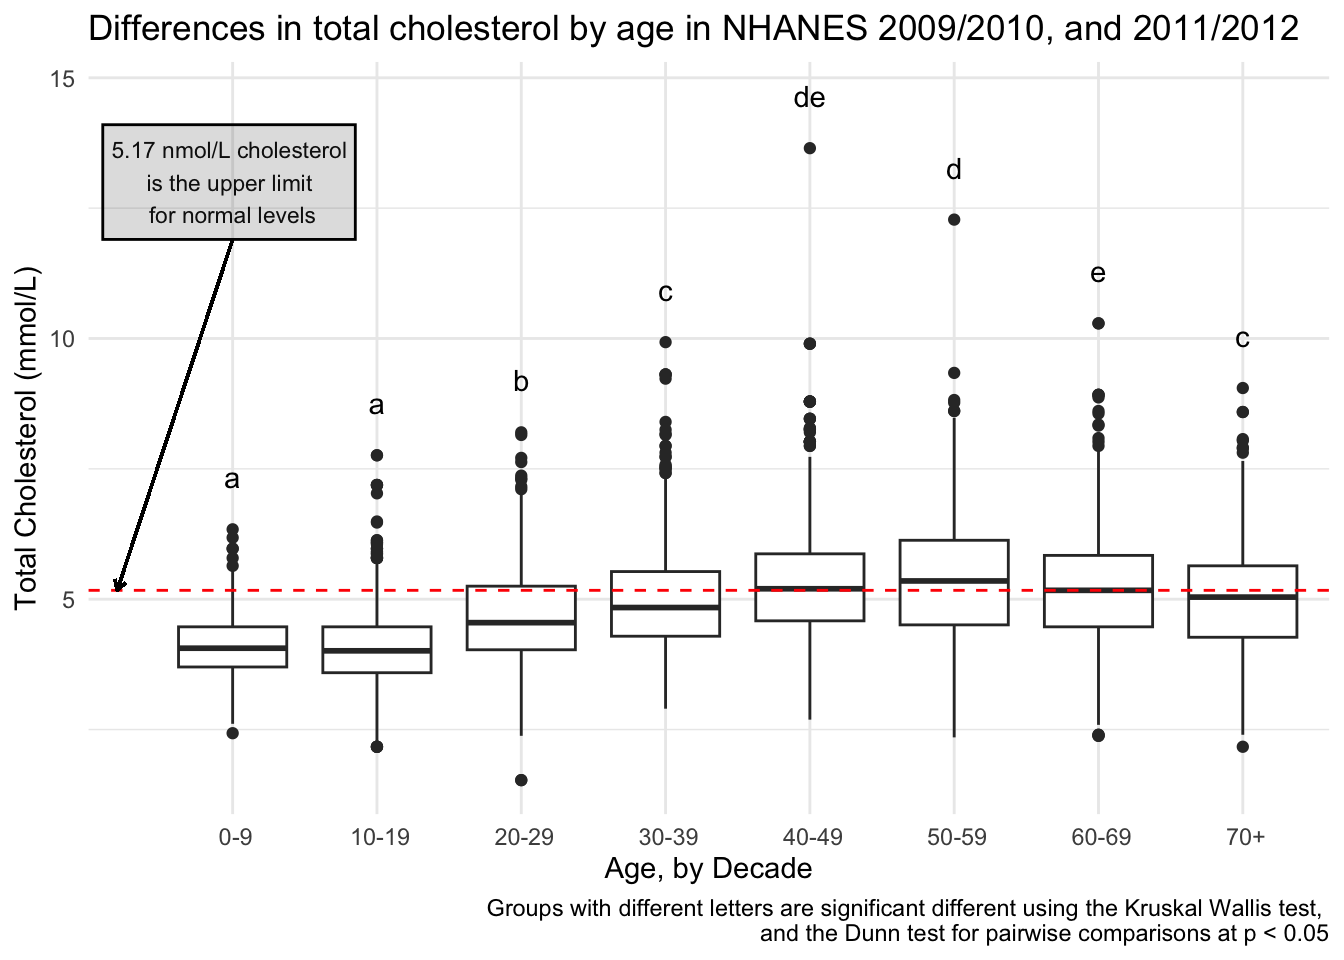 Differences in total cholesterol by age in NHANES 2009/2010, and 2011/2012
15
10
5
Total Cholesterol (mmol/L)
5.17 nmol/L cholesterol
is the upper limit
for normal levels
a
a
b
c
de
d
e
c
0-9
10-19
20-29
30-39
40-49
50-59
60-69
70+
Age, by Decade
Groups with different letters are significant different using the Kruskal Wallis test,
and the Dunn test for pairwise comparisons at p < 0.05